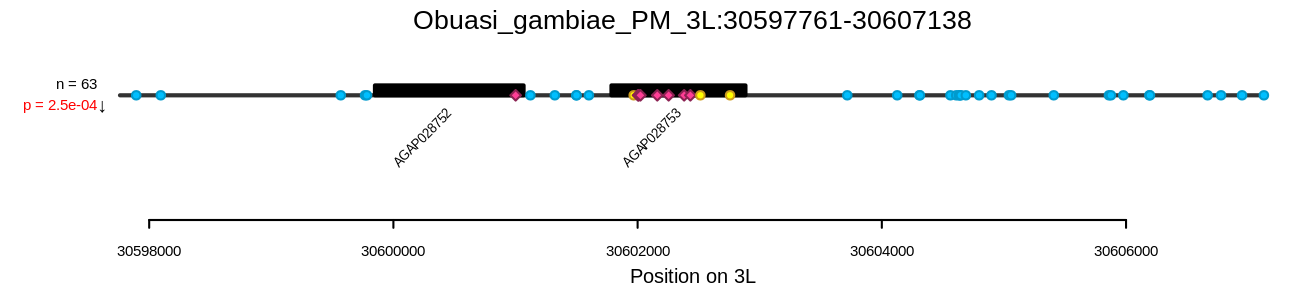 Obuasi_gambiae_PM_3L:30597761-30607138
n = 63
p = 2.5e-04↓
AGAP028752
AGAP028753
30598000 30600000 30602000 30604000 30606000
Position on 3L